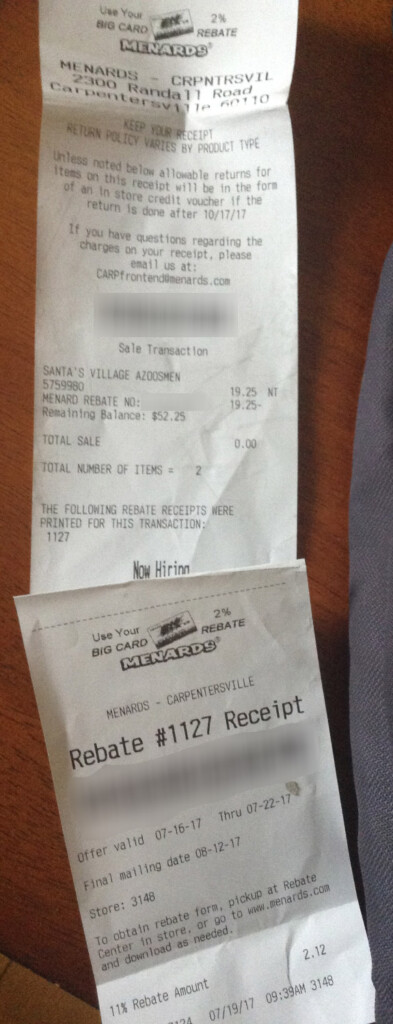 Use Your 2%
BIG CARD REBATE
MENARDS®
MENARDS - CRPNTRSVIL
2300 Randall Road
Carpentersville 60110
KEEP YOUR RECEIPT
RETURN POLICY VARIES BY PRODUCT TYPE
Unless noted below allowable returns for
items on this receipt will be in the form
of an in store credit voucher if the
return is done after 10/17/17
If you have questions regarding the
charges on your receipt, please
email us at:
CARPfrontend@menards.com
Sale Transaction
SANTA'S VILLAGE AZOOSMEN
5759980 19.25 NT
MENARD REBATE NO: 19.25-
Remaining Balance: $52.25
TOTAL SALE 0.00
TOTAL NUMBER OF ITEMS = 2
THE FOLLOWING REBATE RECEIPTS WERE
PRINTED FOR THIS TRANSACTION:
1127
Now Hiring
Use Your 2%
BIG CARD REBATE
MENARDS®
MENARDS - CARPENTERSVILLE
Rebate #1127 Receipt
Offer valid 07-16-17 Thru 07-22-17
Final mailing date 08-12-17
Store: 3148
To obtain rebate form, pickup at Rebate
Center in store, or go to www.menards.com
and download as needed.
11% Rebate Amount 2.12
07/19/17 09:39AM 3148